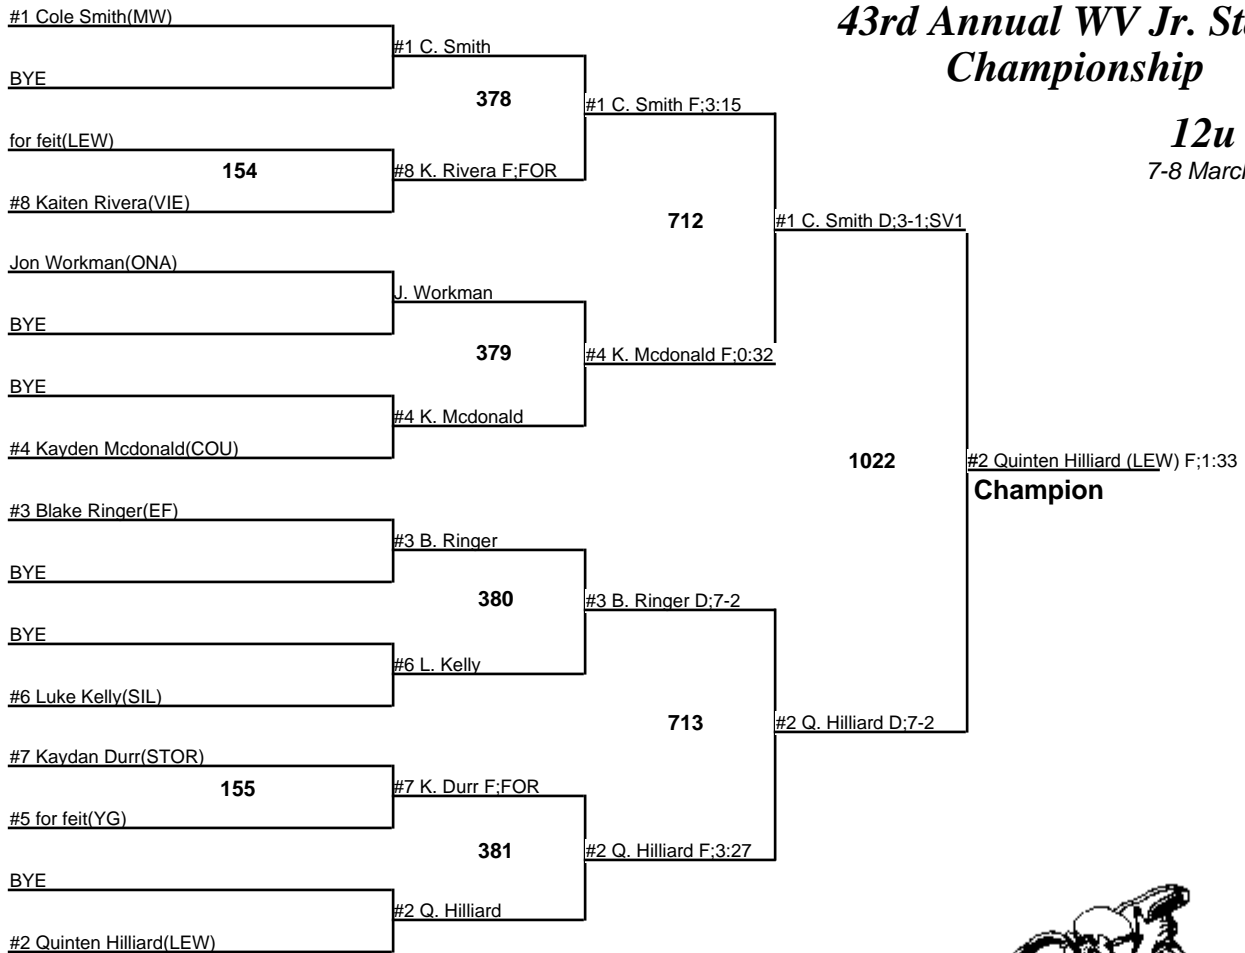 43rd Annual WV Jr. St
Championship
12u
7-8 March
#1 Cole Smith(MW)
BYE
for feit(LEW)
154
#8 Kaiten Rivera(VIE)
Jon Workman(ONA)
BYE
BYE
#4 Kayden Mcdonald(COU)
#3 Blake Ringer(EF)
BYE
BYE
#6 Luke Kelly(SIL)
#7 Kaydan Durr(STOR)
155
#5 for feit(YG)
BYE
#2 Quinten Hilliard(LEW)
#1 C. Smith
378
#8 K. Rivera F;FOR
J. Workman
379
#4 K. Mcdonald
#3 B. Ringer
380
#6 L. Kelly
#7 K. Durr F;FOR
381
#2 Q. Hilliard
#1 C. Smith F;3:15
712
#4 K. Mcdonald F;0:32
#3 B. Ringer D;7-2
713
#2 Q. Hilliard F;3:27
#1 C. Smith D;3-1;SV1
1022
#2 Q. Hilliard D;7-2
#2 Quinten Hilliard (LEW) F;1:33
Champion